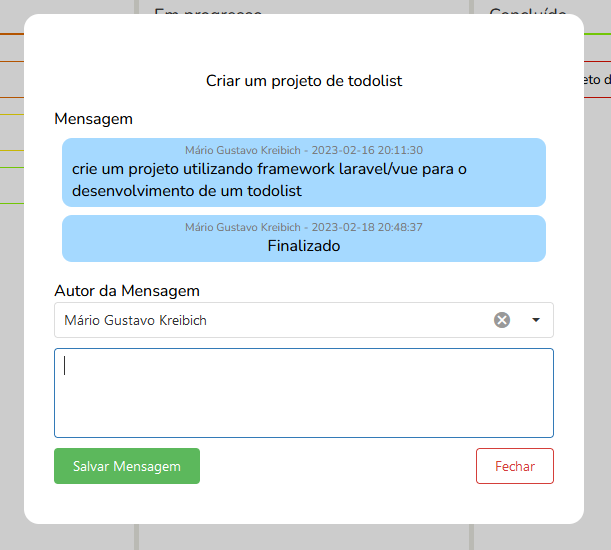 Em progresso
Concluído
Criar um projeto de todolist
Mensagem
Mário Gustavo Kreibich - 2023-02-16 20:11:30
crie um projeto utilizando framework laravel/vue para o
desenvolvimento de um todolist
Mário Gustavo Kreibich - 2023-02-18 20:48:37
Finalizado
Autor da Mensagem
Mário Gustavo Kreibich
Salvar Mensagem
Fechar